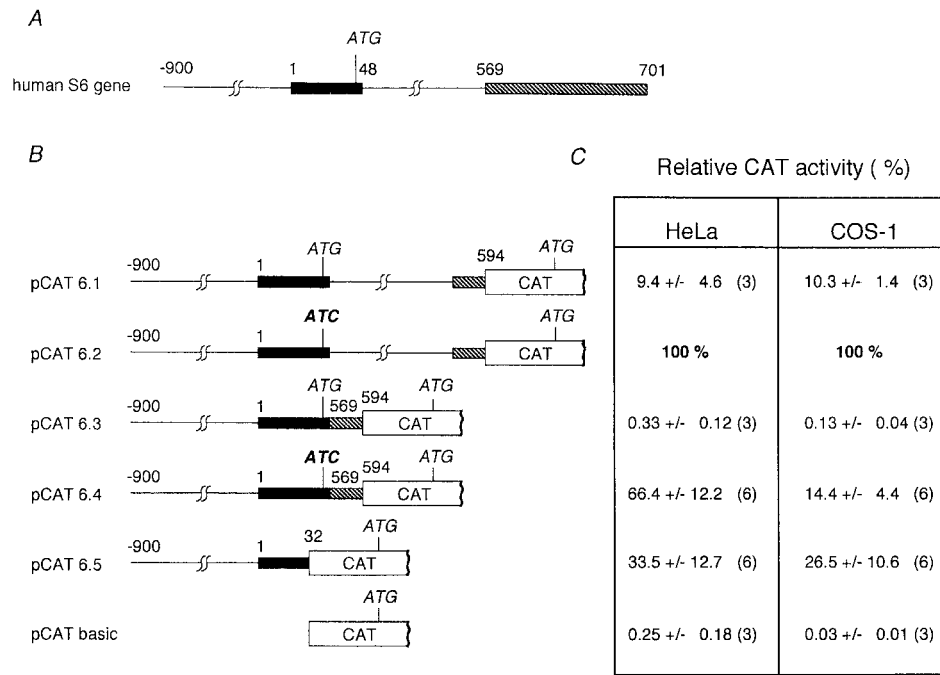 A
ATG
-900 1 48 569 701
human S6 gene
B
C
Relative CAT activity ( %)
HeLa COS-1
ATG ATG
-900 1 594
pCAT 6.1 CAT 9.4 +/- 4.6 (3) 10.3 +/- 1.4 (3)
ATC ATG
-900 1
pCAT 6.2 CAT 100 % 100 %
ATG ATG
-900 1 569 594
pCAT 6.3 CAT 0.33 +/- 0.12 (3) 0.13 +/- 0.04 (3)
ATC ATG
-900 1 569 594
pCAT 6.4 CAT 66.4 +/- 12.2 (6) 14.4 +/- 4.4 (6)
ATG
-900 1 32
pCAT 6.5 CAT 33.5 +/- 12.7 (6) 26.5 +/- 10.6 (6)
ATG
pCAT basic CAT 0.25 +/- 0.18 (3) 0.03 +/- 0.01 (3)